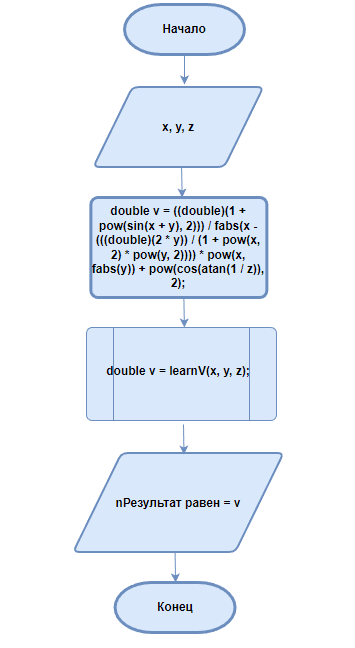 Начало
x, y, z
double v = ((double)(1 +
pow(sin(x + y), 2))) / fabs(x -
(((double)(2 * y)) / (1 + pow(x,
2) * pow(y, 2)))) * pow(x,
fabs(y)) + pow(cos(atan(1 / z)),
2);
double v = learnV(x, y, z);
nРезультат равен = v
Конец